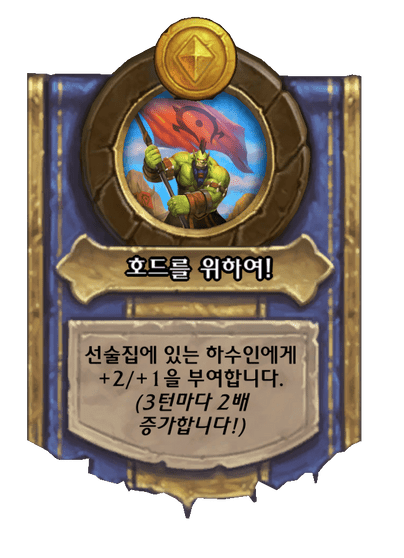 호드를 위하여!
선술집에 있는 하수인에게
+2/+1을 부여합니다.
(3턴마다 2배
증가합니다!)